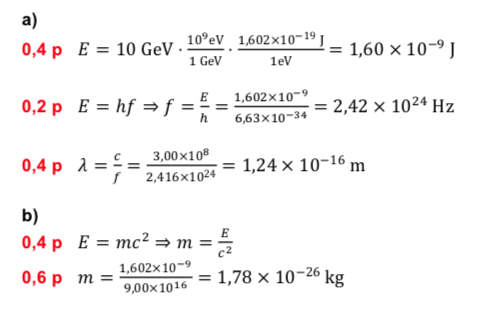 a)
0,4 p E = 10 GeV · 10⁹eV/1 GeV · 1,602×10⁻¹⁹ J/1eV = 1,60 × 10⁻⁹ J
0,2 p E = hf ⇒ f = E/h = 1,602×10⁻⁹/6,63×10⁻³⁴ = 2,42 × 10²⁴ Hz
0,4 p λ = c/f = 3,00×10⁸/2,416×10²⁴ = 1,24 × 10⁻¹⁶ m
b)
0,4 p E = mc² ⇒ m = E/c²
0,6 p m = 1,602×10⁻⁹/9,00×10¹⁶ = 1,78 × 10⁻²⁶ kg